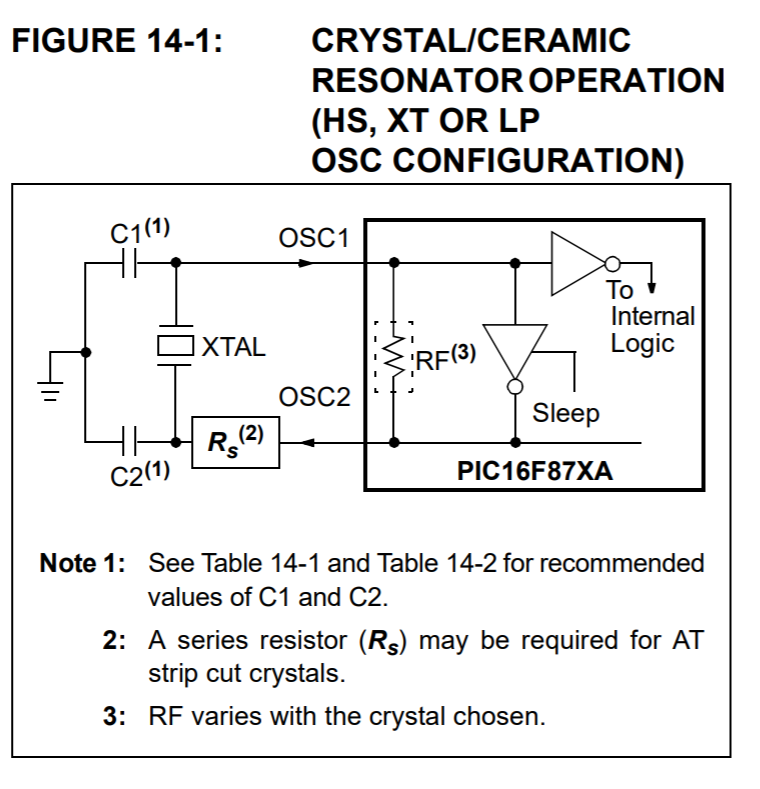 FIGURE 14-1: CRYSTAL/CERAMIC
RESONATOR OPERATION
(HS, XT OR LP
OSC CONFIGURATION)
C1(1)
OSC1
To
Internal
Logic
XTAL
RF(3)
OSC2
Sleep
Rs(2)
C2(1)
PIC16F87XA
Note 1: See Table 14-1 and Table 14-2 for recommended
values of C1 and C2.
2: A series resistor (Rs) may be required for AT
strip cut crystals.
3: RF varies with the crystal chosen.